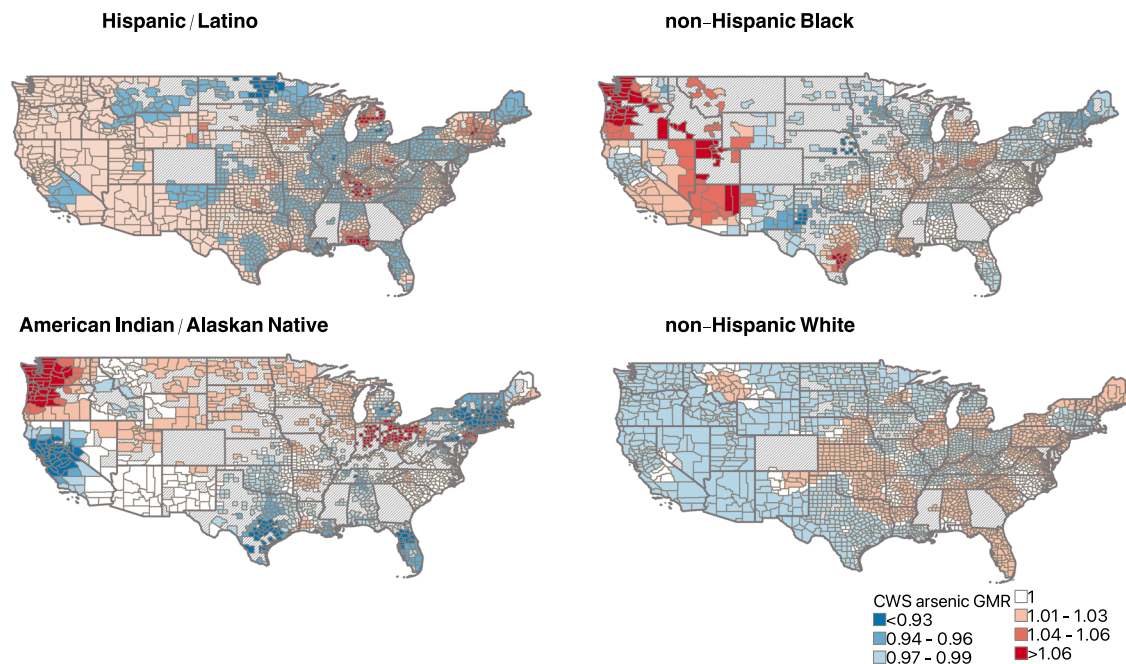 Hispanic / Latino
non–Hispanic Black
American Indian / Alaskan Native
non–Hispanic White
CWS arsenic GMR
<0.93
0.94 – 0.96
0.97 – 0.99
1
1.01 – 1.03
1.04 – 1.06
>1.06